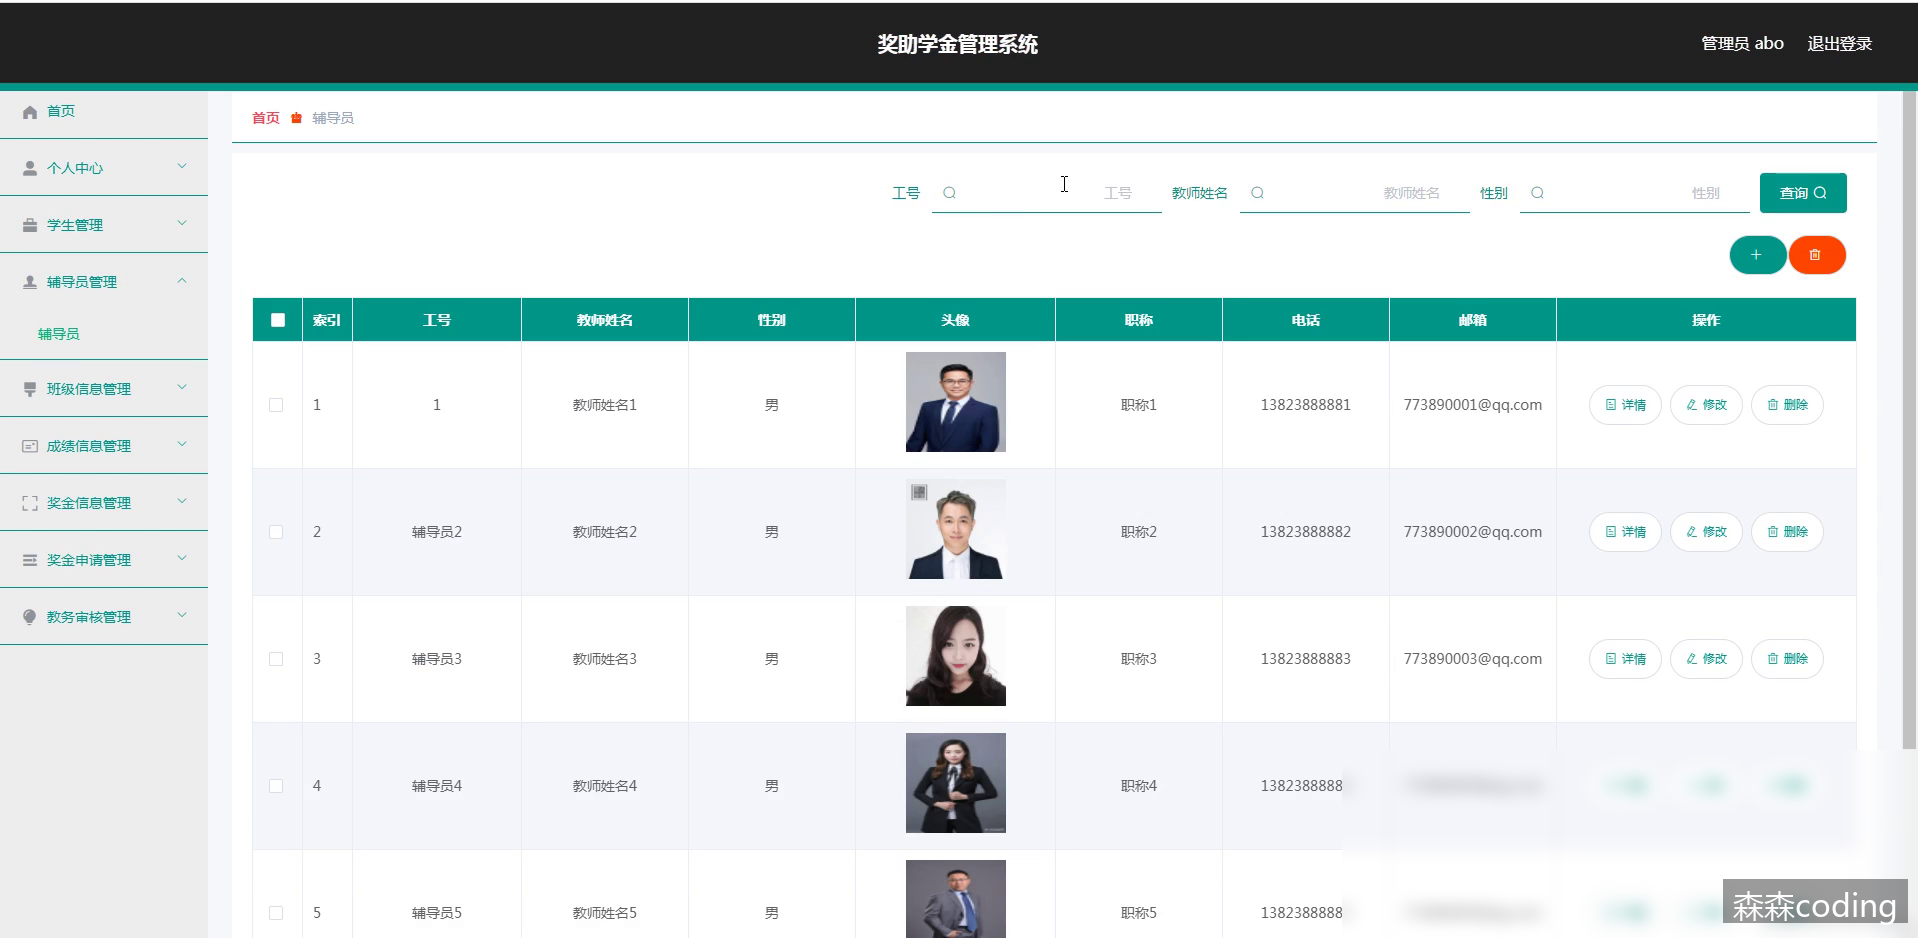 奖助学金管理系统
管理员 abo 退出登录
首页
个人中心
学生管理
辅导员管理
辅导员
班级信息管理
成绩信息管理
奖金信息管理
奖金申请管理
教务审核管理
首页 辅导员
工号 工号 教师姓名 教师姓名 性别 性别 查询
索引 工号 教师姓名 性别 头像 职称 电话 邮箱 操作
1 1 教师姓名1 男 职称1 13823888881 773890001@qq.com 详情 修改 删除
2 辅导员2 教师姓名2 男 职称2 13823888882 773890002@qq.com 详情 修改 删除
3 辅导员3 教师姓名3 男 职称3 13823888883 773890003@qq.com 详情 修改 删除
4 辅导员4 教师姓名4 男 职称4 1382388888
5 辅导员5 教师姓名5 男 职称5 1382388888
森森coding